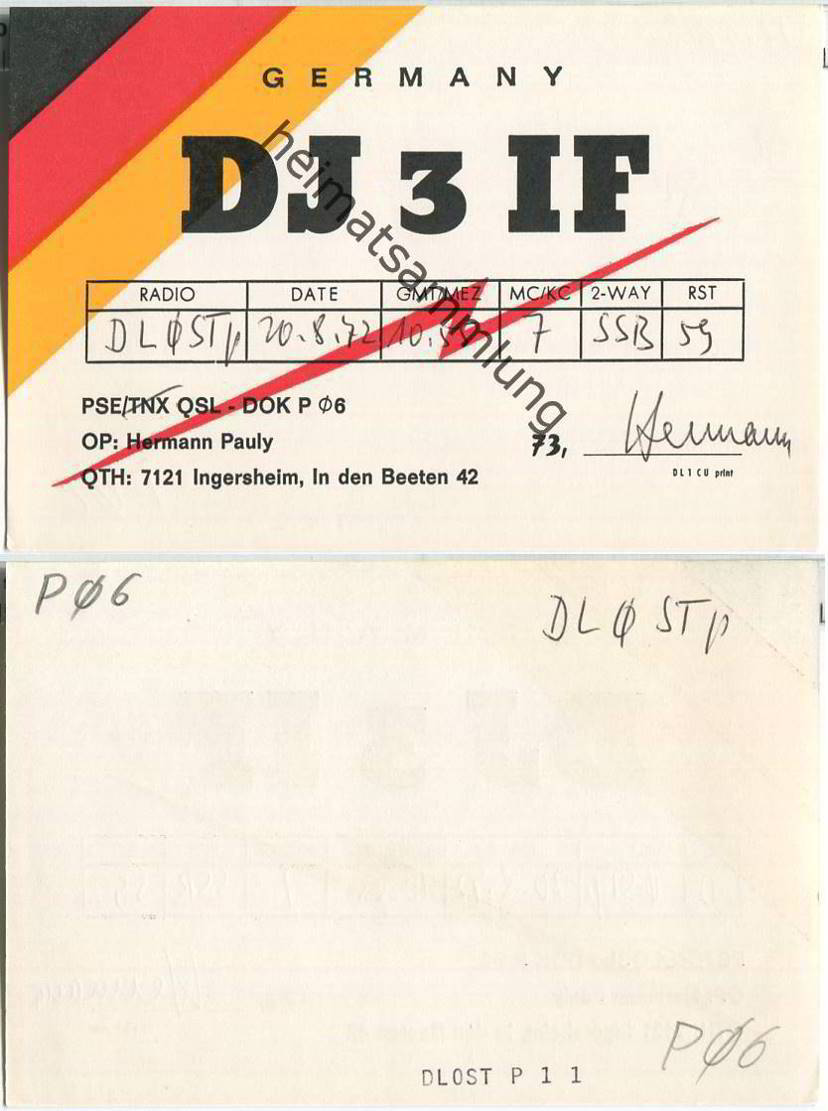 GERMANY
DJ 3 IF
heimatsammlung
RADIO DATE GMT/MEZ MC/KC 2-WAY RST
DLØSTp 20.8.72 7 SSB 59
PSE/TNX QSL - DOK P Ø6
OP: Hermann Pauly
73, Hermann
DL1CU print
QTH: 7121 Ingersheim, In den Beeten 42
PØ6
DLØSTp
PØ6
DLOST P 1 1